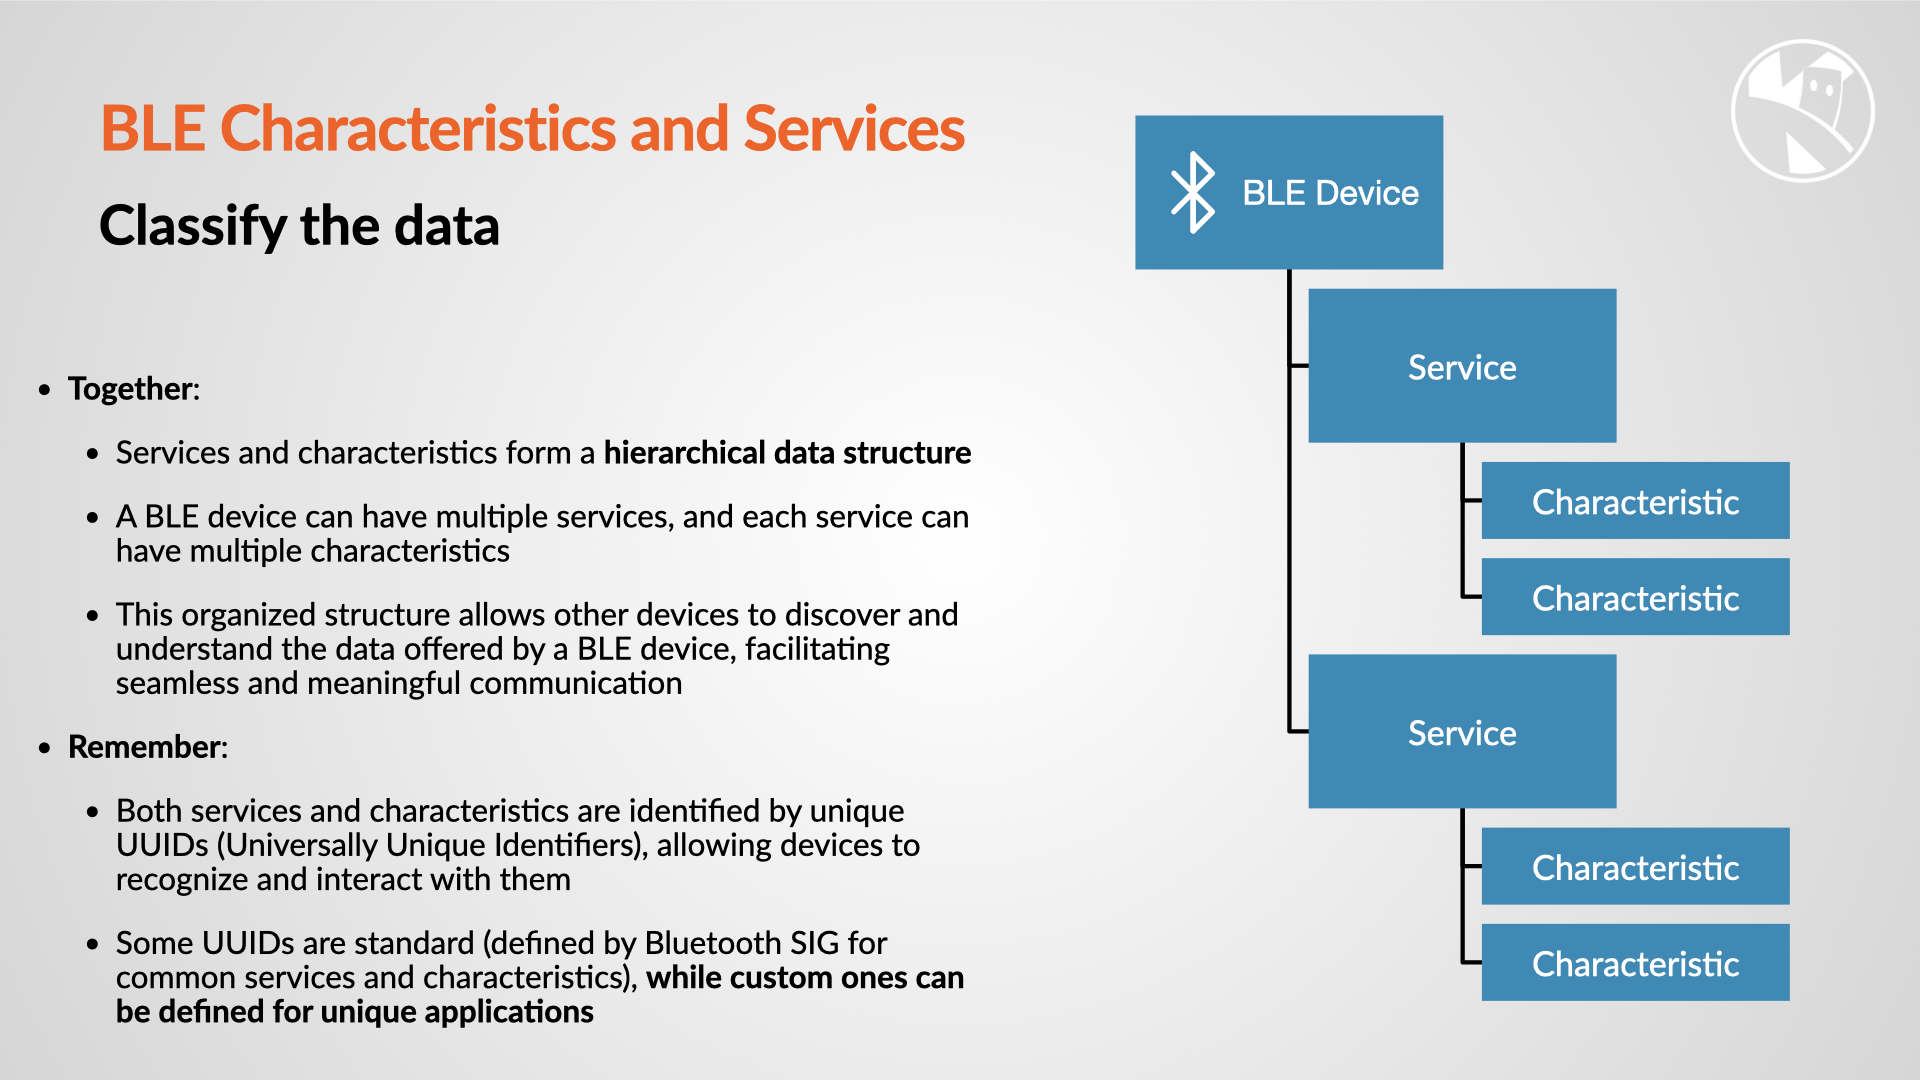 BLE Characteristics and Services
Classify the data
• Together:
• Services and characteristics form a hierarchical data structure
• A BLE device can have multiple services, and each service can
have multiple characteristics
• This organized structure allows other devices to discover and
understand the data offered by a BLE device, facilitating
seamless and meaningful communication
• Remember:
• Both services and characteristics are identified by unique
UUIDs (Universally Unique Identifiers), allowing devices to
recognize and interact with them
• Some UUIDs are standard (defined by Bluetooth SIG for
common services and characteristics), while custom ones can
be defined for unique applications
BLE Device
Service
Characteristic
Characteristic
Service
Characteristic
Characteristic